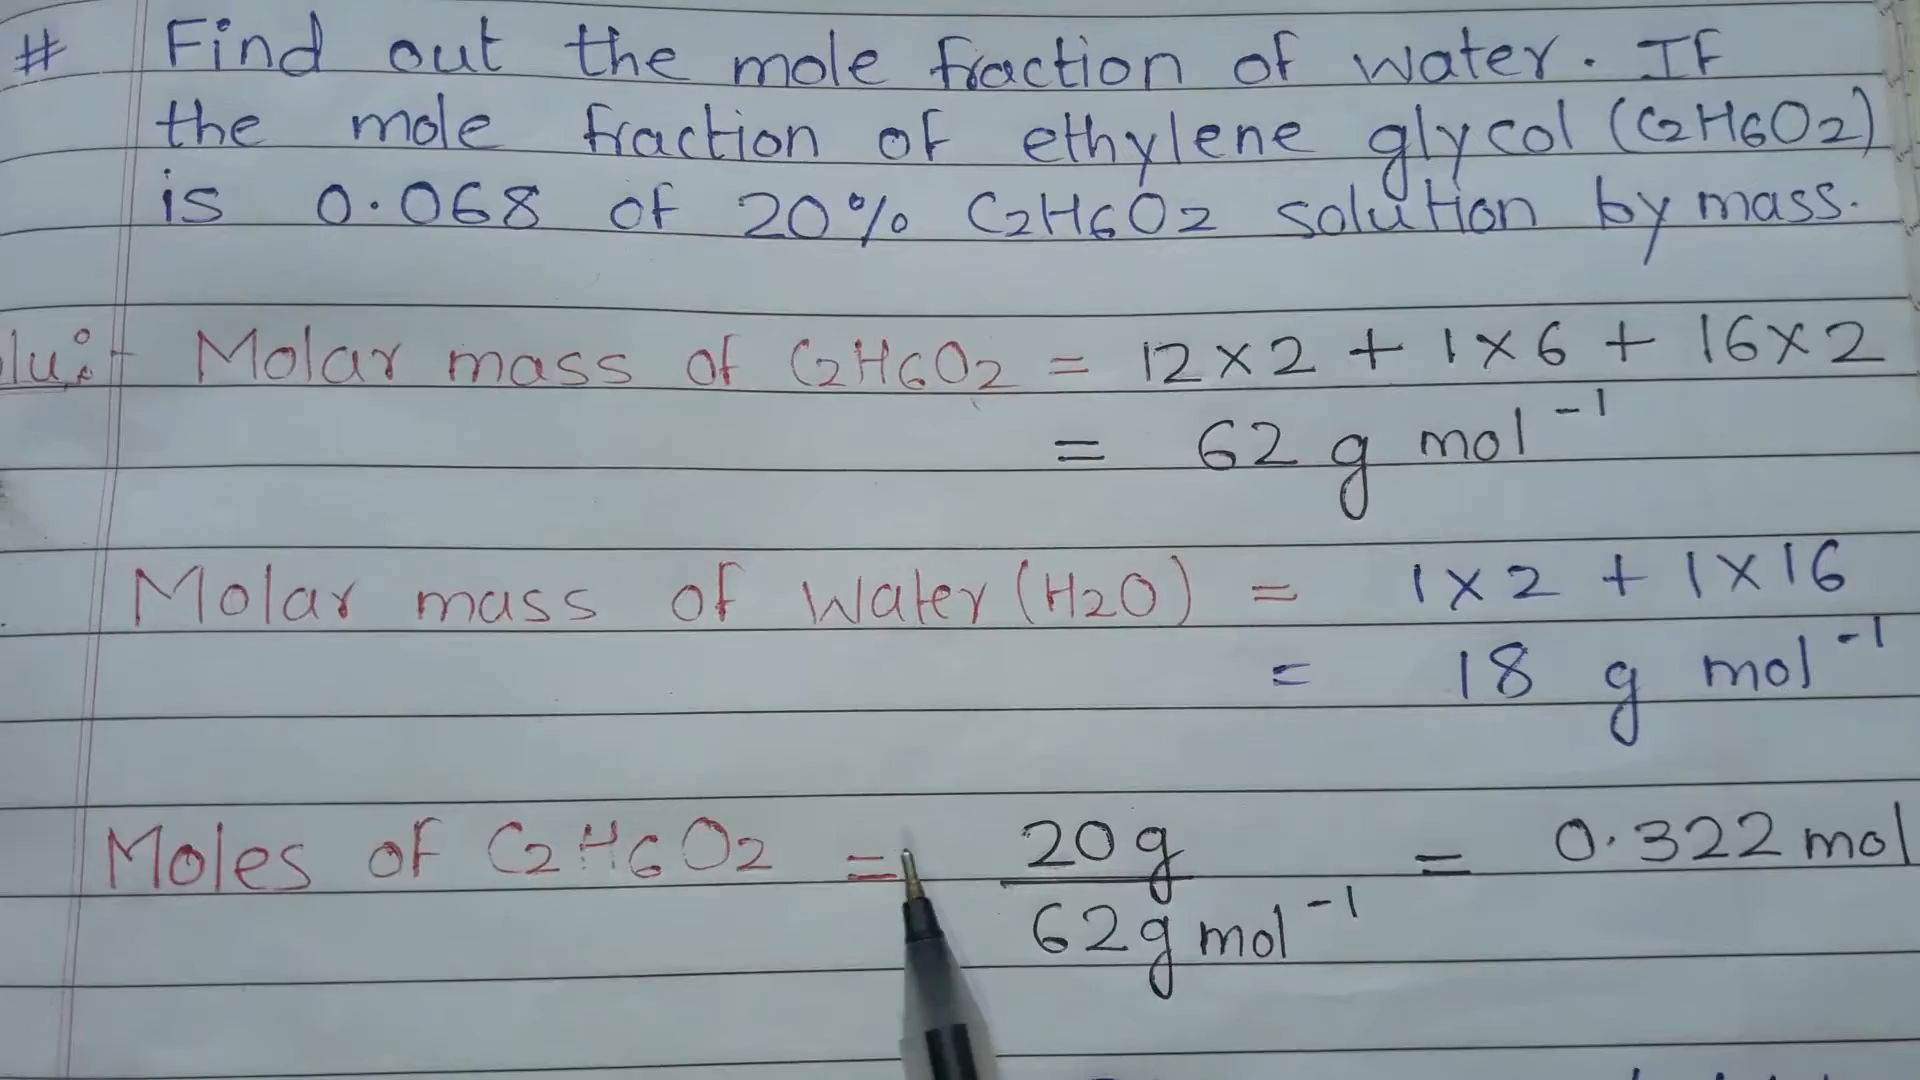 # Find out the mole fraction of water. If
the mole fraction of ethylene glycol (C2H6O2)
is 0.068 of 20% C2H6O2 solution by mass.
lu:- Molar mass of C2H6O2 = 12 × 2 + 1 × 6 + 16 × 2
= 62 g mol⁻¹
Molar mass of Water (H2O) = 1 × 2 + 1 × 16
= 18 g mol⁻¹
Moles of C2H6O2 = 20g = 0.322 mol
62g mol⁻¹